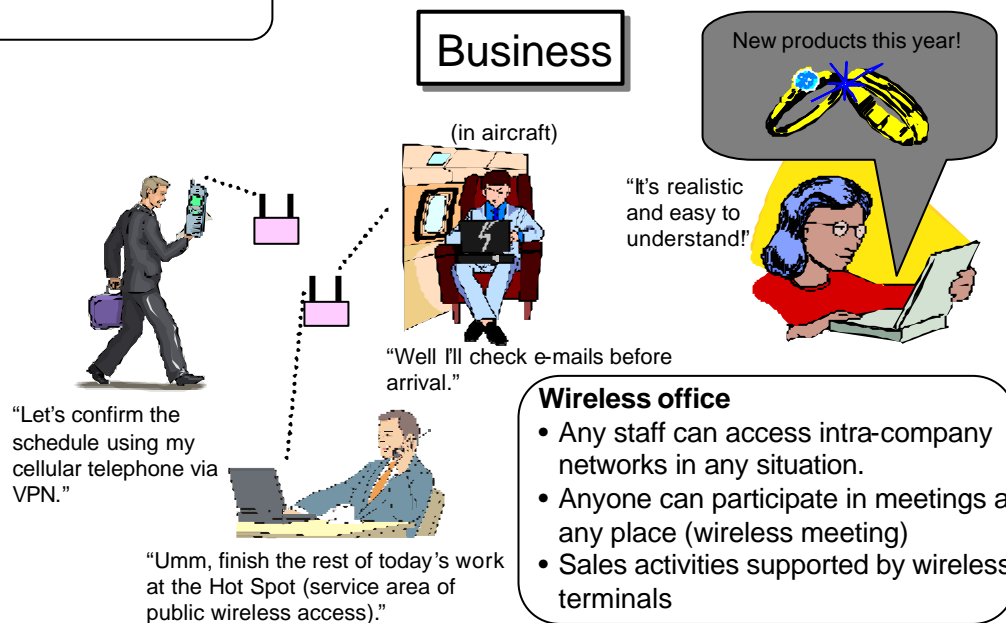 Business
New products this year!
(in aircraft)
“It’s realistic
and easy to
understand!”
“Well I’ll check e-mails before
arrival.”
“Let’s confirm the
schedule using my
cellular telephone via
VPN.”
“Umm, finish the rest of today’s work
at the Hot Spot (service area of
public wireless access).”
Wireless office
• Any staff can access intra-company
networks in any situation.
• Anyone can participate in meetings a
any place (wireless meeting)
• Sales activities supported by wireless
terminals